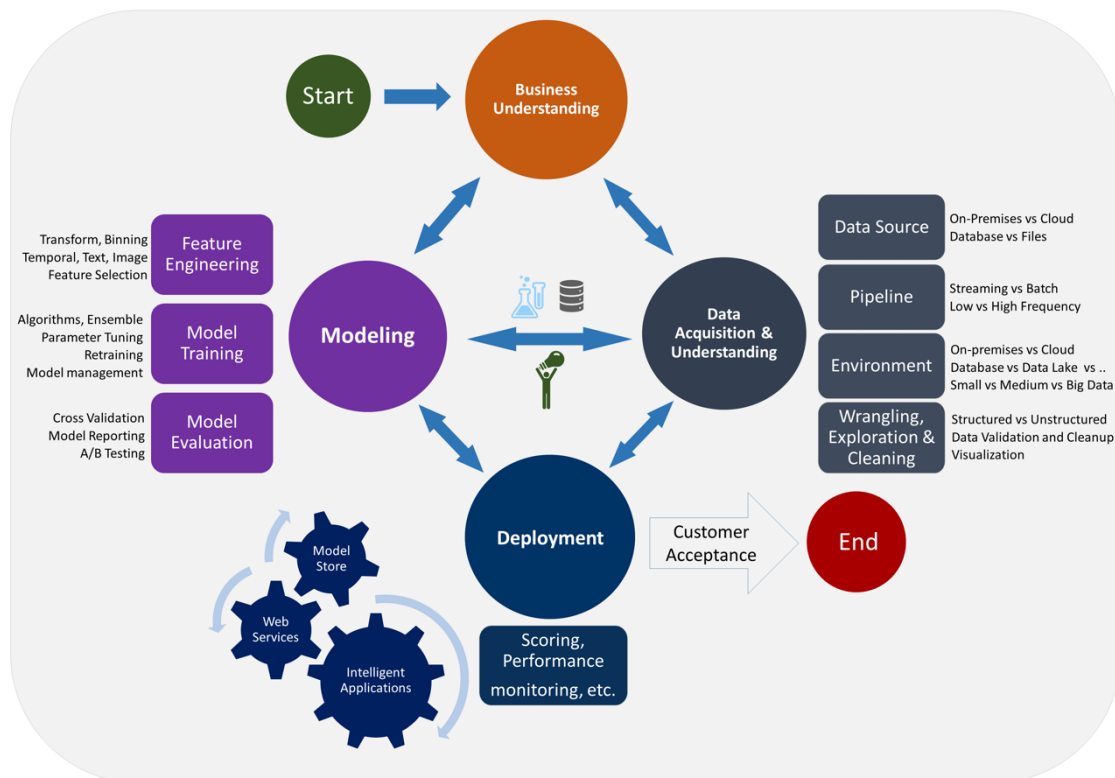 Start
Business
Understanding
Transform, Binning
Temporal, Text, Image
Feature Selection
Feature
Engineering
Algorithms, Ensemble
Parameter Tuning
Retraining
Model management
Model
Training
Cross Validation
Model Reporting
A/B Testing
Model
Evaluation
Modeling
Data
Acquisition &
Understanding
Data Source
On-Premises vs Cloud
Database vs Files
Pipeline
Streaming vs Batch
Low vs High Frequency
Environment
On-premises vs Cloud
Database vs Data Lake vs ..
Small vs Medium vs Big Data
Wrangling,
Exploration &
Cleaning
Structured vs Unstructured
Data Validation and Cleanup
Visualization
Deployment
Customer
Acceptance
End
Model
Store
Web
Services
Intelligent
Applications
Scoring,
Performance
monitoring, etc.